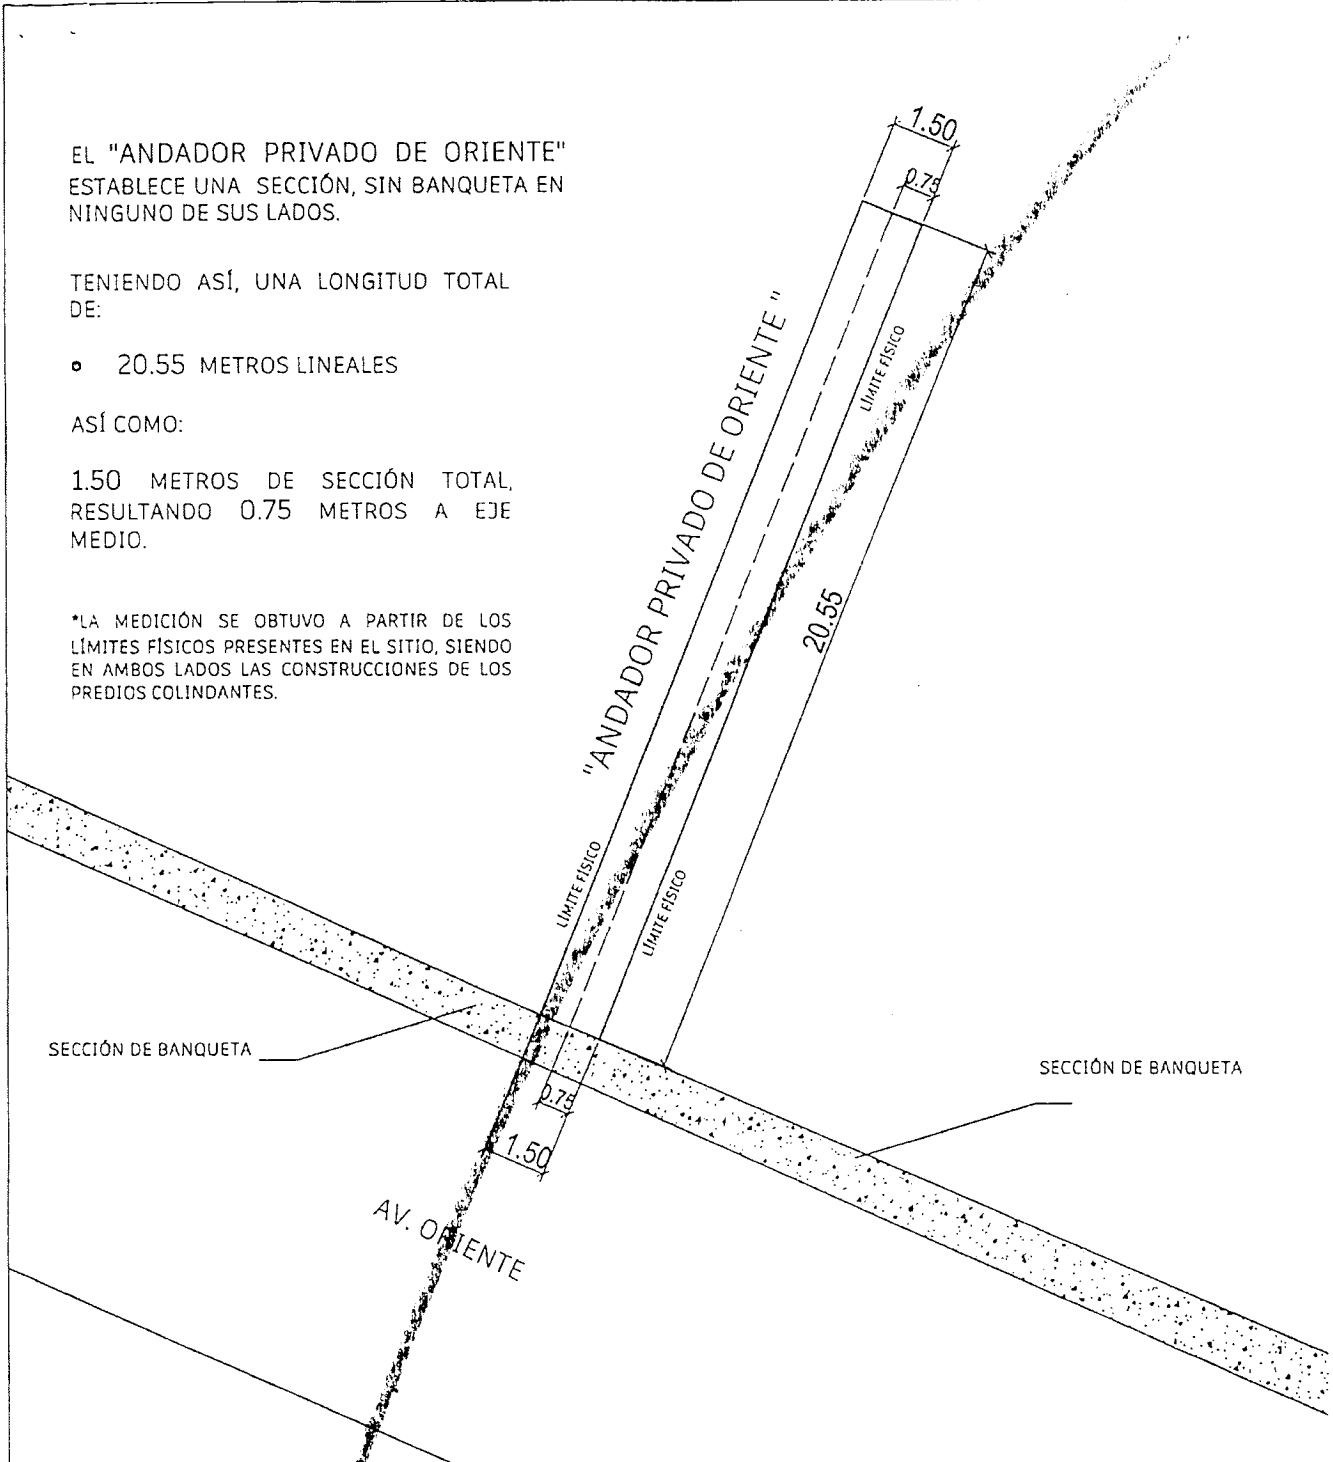 EL "ANDADOR PRIVADO DE ORIENTE"
ESTABLECE UNA SECCIÓN, SIN BANQUETA EN
NINGUNO DE SUS LADOS.
TENIENDO ASÍ, UNA LONGITUD TOTAL
DE:
• 20.55 METROS LINEALES
ASÍ COMO:
1.50 METROS DE SECCIÓN TOTAL,
RESULTANDO 0.75 METROS A EJE
MEDIO.
*LA MEDICIÓN SE OBTUVO A PARTIR DE LOS
LÍMITES FÍSICOS PRESENTES EN EL SITIO, SIENDO
EN AMBOS LADOS LAS CONSTRUCCIONES DE LOS
PREDIOS COLINDANTES.
1.50
0.75
"ANDADOR PRIVADO DE ORIENTE"
LÍMITE FÍSICO
20.55
LÍMITE FÍSICO
LÍMITE FÍSICO
SECCIÓN DE BANQUETA
SECCIÓN DE BANQUETA
0.75
1.50
AV. ORIENTE